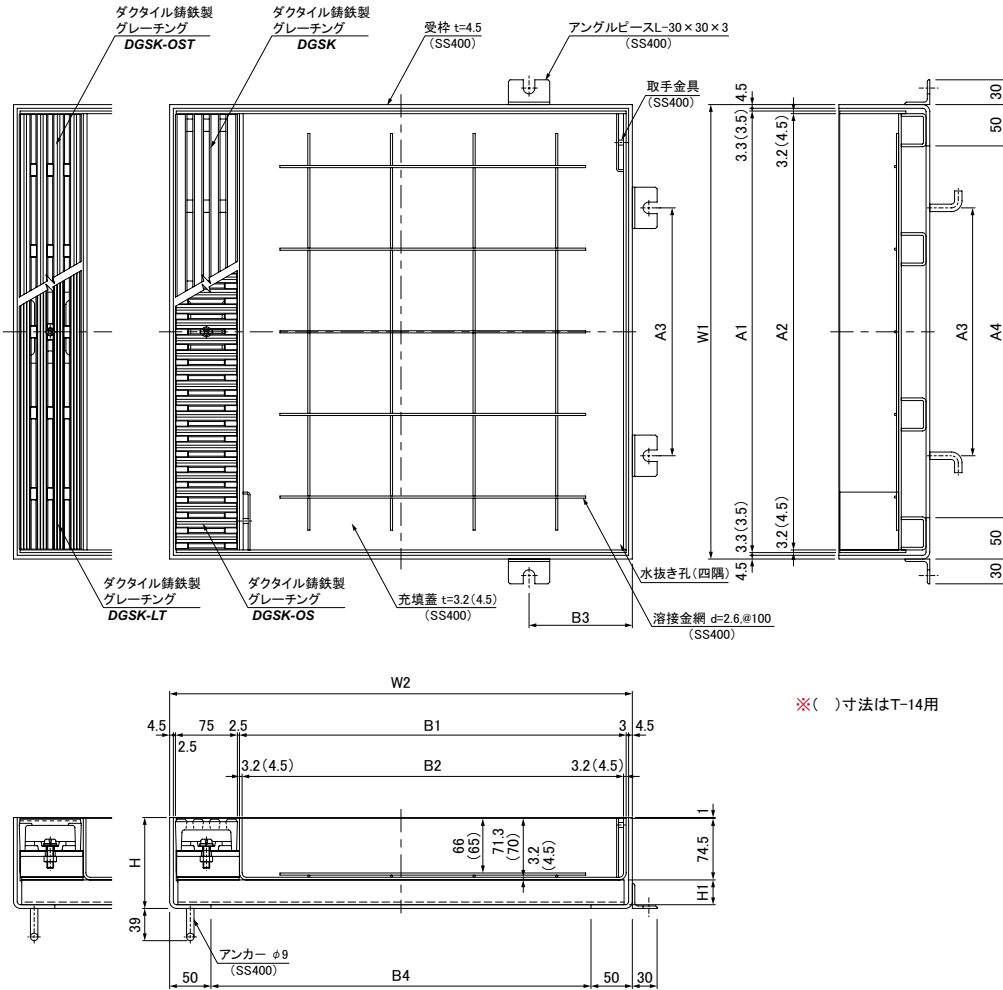 ダクタイル鋳鉄製
グレーチング
DGSK-OST
ダクタイル鋳鉄製
グレーチング
DGSK
受枠 t=4.5
(SS400)
アングルピースL-30×30×3
(SS400)
取手金具
(SS400)
4.5
3.3(3.5)
3.2(4.5)
30
50
A3
W1
A1
A2
A3
A4
3.3(3.5)
4.5
3.2(4.5)
50
30
ダクタイル鋳鉄製
グレーチング
DGSK-LT
ダクタイル鋳鉄製
グレーチング
DGSK-OS
充填蓋 t=3.2(4.5)
(SS400)
B3
水抜き孔(四隅)
溶接金網 d=2.6,@100
(SS400)
W2
※( )寸法はT-14用
4.5
75
2.5
B1
3
4.5
2.5
3.2(4.5)
B2
3.2(4.5)
H
39
66
(65)
71.3
(70)
3.2
(4.5)
1
74.5
H1
アンカー φ9
(SS400)
50
B4
50
30